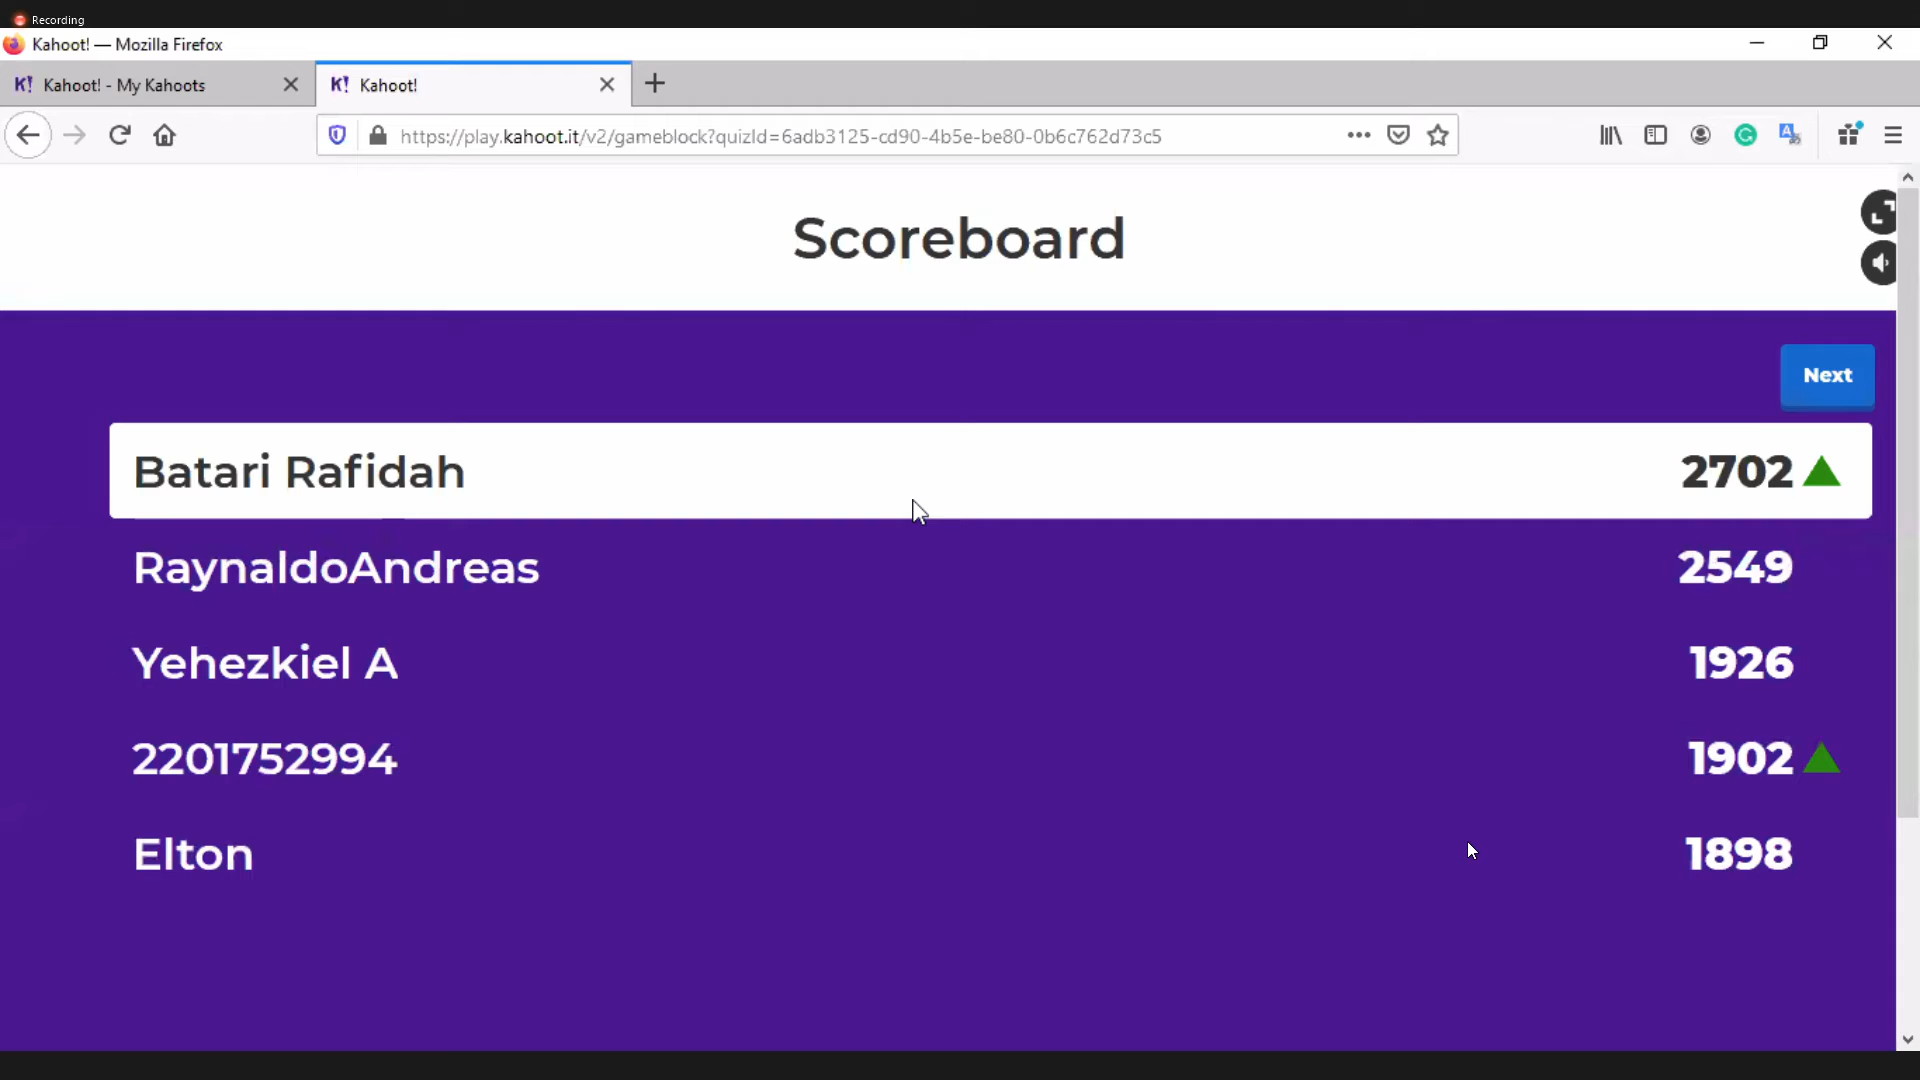 Recording
Kahoot! — Mozilla Firefox
K! Kahoot! - My Kahoots
K! Kahoot!
https://play.kahoot.it/v2/gameblock?quizId=6adb3125-cd90-4b5e-be80-0b6c762d73c5
Scoreboard
Next
Batari Rafidah 2702
RaynaldoAndreas 2549
Yehezkiel A 1926
2201752994 1902
Elton 1898